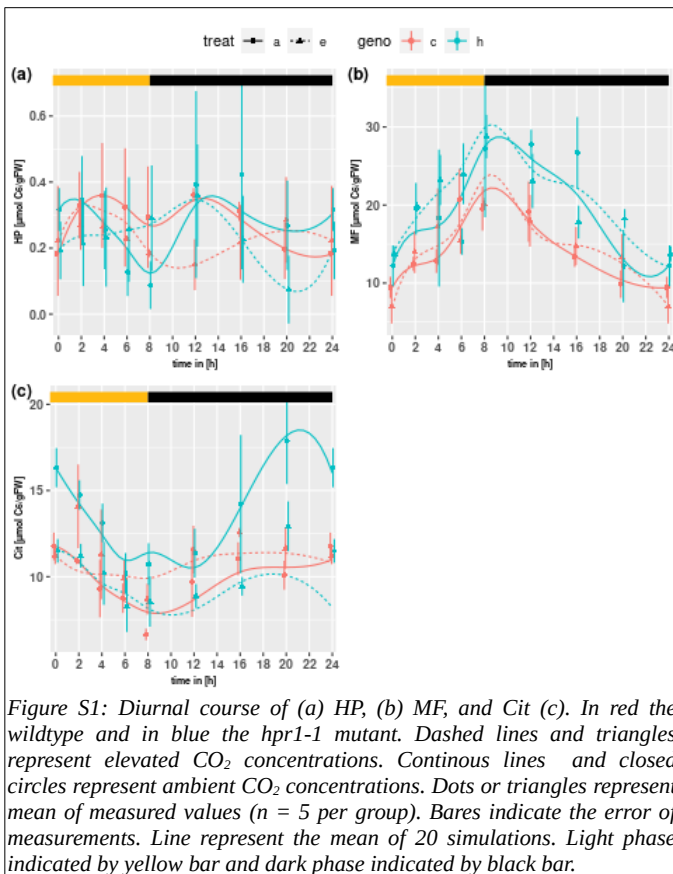 treat a e geno c h
(a)
0.6
0.4
0.2
0.0
HP [µmol C6/gFW]
0 2 4 6 8 10 12 14 16 18 20 22 24
time in [h]
(b)
30
20
10
MF [µmol C6/gFW]
0 2 4 6 8 10 12 14 16 18 20 22 24
time in [h]
(c)
20
15
10
Cit [µmol C6/gFW]
0 2 4 6 8 10 12 14 16 18 20 22 24
time in [h]
Figure S1: Diurnal course of (a) HP, (b) MF, and Cit (c). In red the
wildtype and in blue the hpr1-1 mutant. Dashed lines and triangles
represent elevated CO₂ concentrations. Continous lines and closed
circles represent ambient CO₂ concentrations. Dots or triangles represent
mean of measured values (n = 5 per group). Bares indicate the error of
measurements. Line represent the mean of 20 simulations. Light phase
indicated by yellow bar and dark phase indicated by black bar.